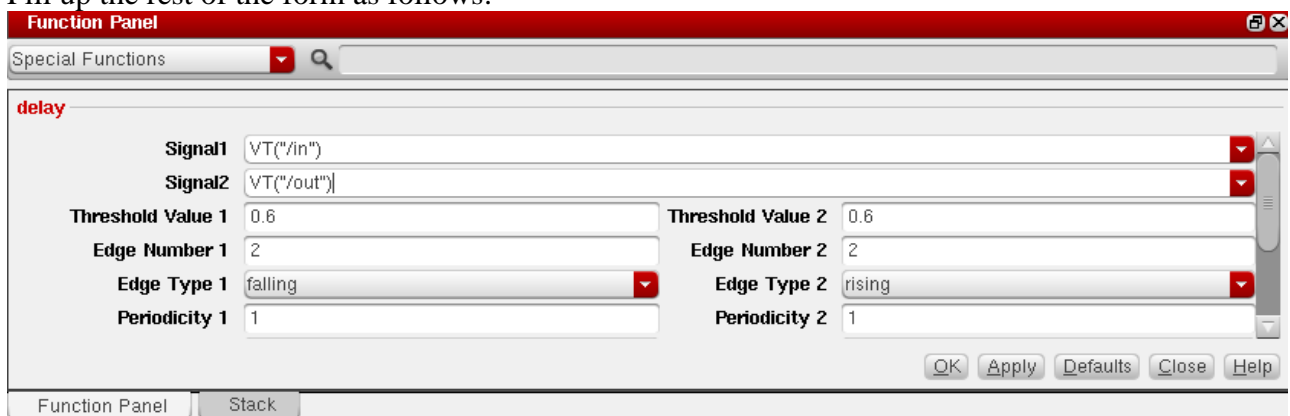 Fill up the rest of the form as follows:
Function Panel
Special Functions
delay
Signal1 VT("/in")
Signal2 VT("/out")
Threshold Value 1 0.6 Threshold Value 2 0.6
Edge Number 1 2 Edge Number 2 2
Edge Type 1 falling Edge Type 2 rising
Periodicity 1 1 Periodicity 2 1
OK Apply Defaults Close Help
Function Panel Stack